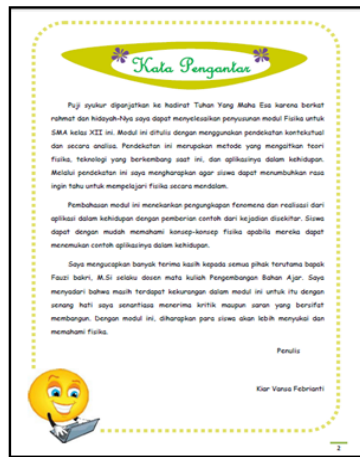 Kata Pengantar
Puji syukur dipanjatkan ke hadirat Tuhan Yang Maha Esa karena berkat
rahmat dan hidayah-Nya saya dapat menyelesaikan penyusunan modul Fisika untuk
SMA kelas XII ini. Modul ini ditulis dengan menggunakan pendekatan kontekstual
dan secara analisa. Pendekatan ini merupakan metode yang mengaitkan teori
fisika, teknologi yang berkembang saat ini, dan aplikasinya dalam kehidupan.
Melalui pendekatan ini saya mengharapkan agar siswa dapat menumbuhkan rasa
ingin tahu untuk mempelajari fisika secara mendalam.
Pembahasan modul ini menekankan pengungkapan fenomena dan realisasi dari
aplikasi dalam kehidupan dengan pemberian contoh dari kejadian disekitar. Siswa
dapat dengan mudah memahami konsep-konsep fisika apabila mereka dapat
menemukan contoh aplikasinya dalam kehidupan.
Saya mengucapkan banyak terima kasih kepada semua pihak terutama bapak
Fauzi bakri, M.Si selaku dosen mata kuliah Pengembangan Bahan Ajar. Saya
menyadari bahwa masih terdapat kekurangan dalam modul ini untuk itu dengan
senang hati saya senantiasa menerima kritik maupun saran yang bersifat
membangun. Dengan modul ini, diharapkan para siswa akan lebih menyukai dan
memahami fisika.
Penulis
Kiar Vansa Febrianti
2